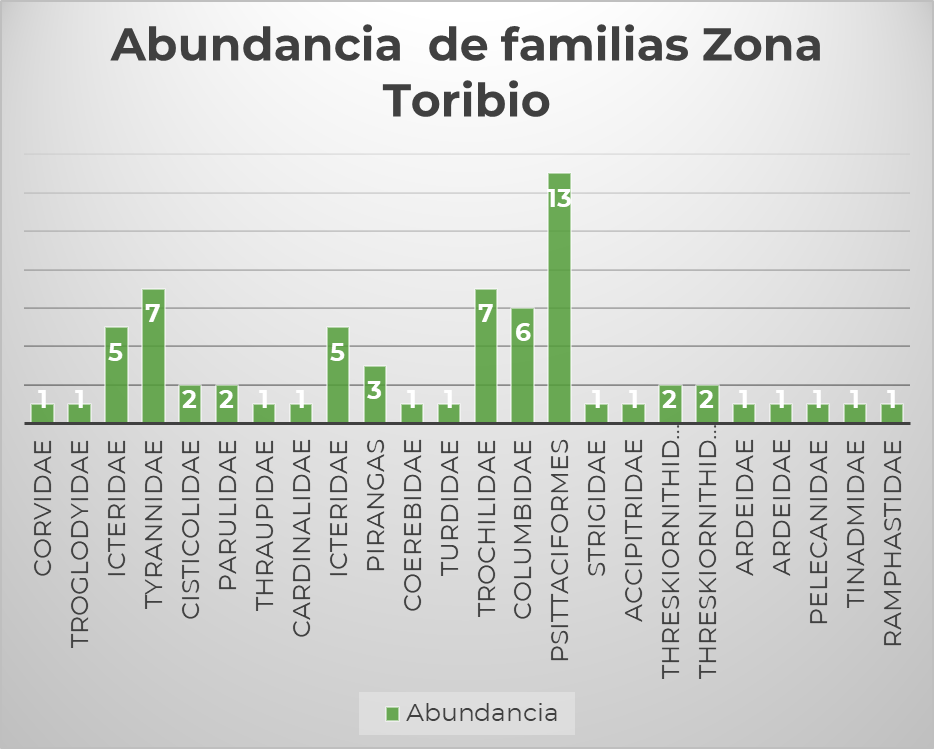 Abundancia  de familias Zona
Toribio
1
1
5
7
2
2
1
1
5
3
1
1
7
6
13
1
1
2
2
1
1
1
1
1
CORVIDAE
TROGLODYIDAE
ICTERIDAE
TYRANNIDAE
CISTICOLIDAE
PARULIDAE
THRAUPIDAE
CARDINALIDAE
ICTERIDAE
PIRANGAS
COEREBIDAE
TURDIDAE
TROCHILIDAE
COLUMBIDAE
PSITTACIFORMES
STRIGIDAE
ACCIPITRIDAE
THRESKIORNITHID...
THRESKIORNITHID...
ARDEIDAE
ARDEIDAE
PELECANIDAE
TINADMIDAE
RAMPHASTIDAE
Abundancia